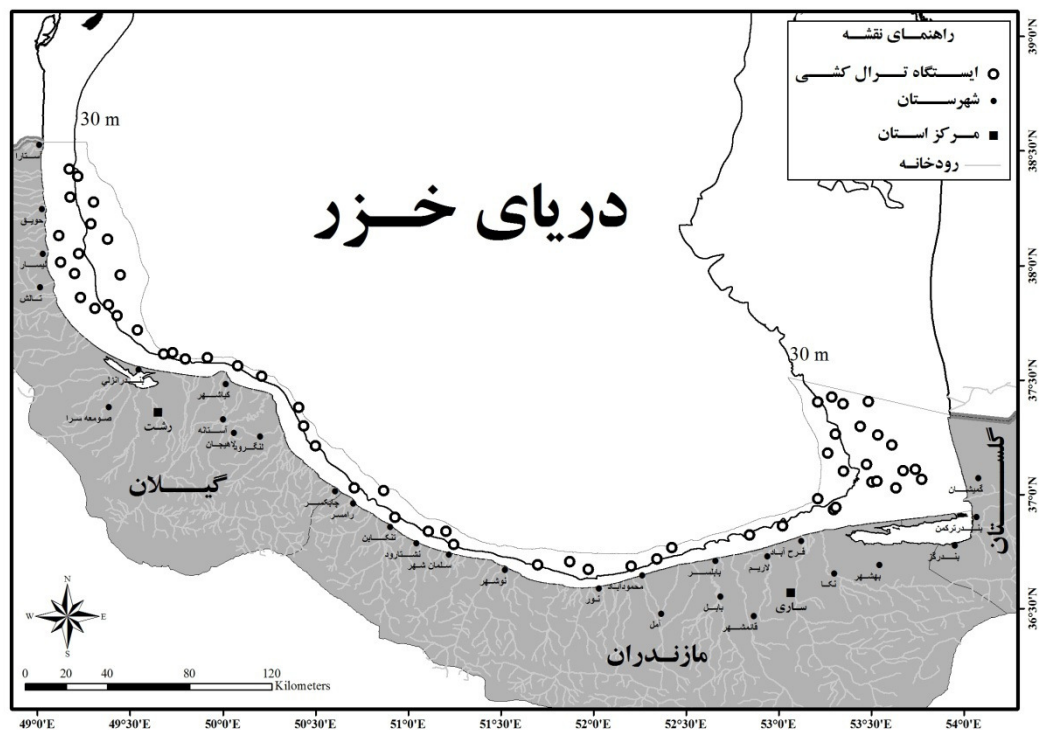 راهنمای نقشه
ایستگاه ترال کشی
شهرستان
مرکز استان
رودخانه
دریای خزر
30 m
30 m
آستارا
حویق
لیسار
تالش
بندرانزلی
صومعه سرا
رشت
کیاشهر
آستانه
لاهیجان
لنگرود
گیلان
چابکسر
رامسر
تنکابن
نشتارود
سلمان شهر
نوشهر
نور
محمودآباد
آمل
بابلسر
بابل
قائمشهر
لاریم
فرح آباد
ساری
نکا
بهشهر
مازندران
گلستان
گمیشان
بندرترکمن
بندرگز
N
W
E
S
0 20 40 80 120
Kilometers
49°0'E 49°30'E 50°0'E 50°30'E 51°0'E 51°30'E 52°0'E 52°30'E 53°0'E 53°30'E 54°0'E
39°0'N
38°30'N
38°0'N
37°30'N
37°0'N
36°30'N